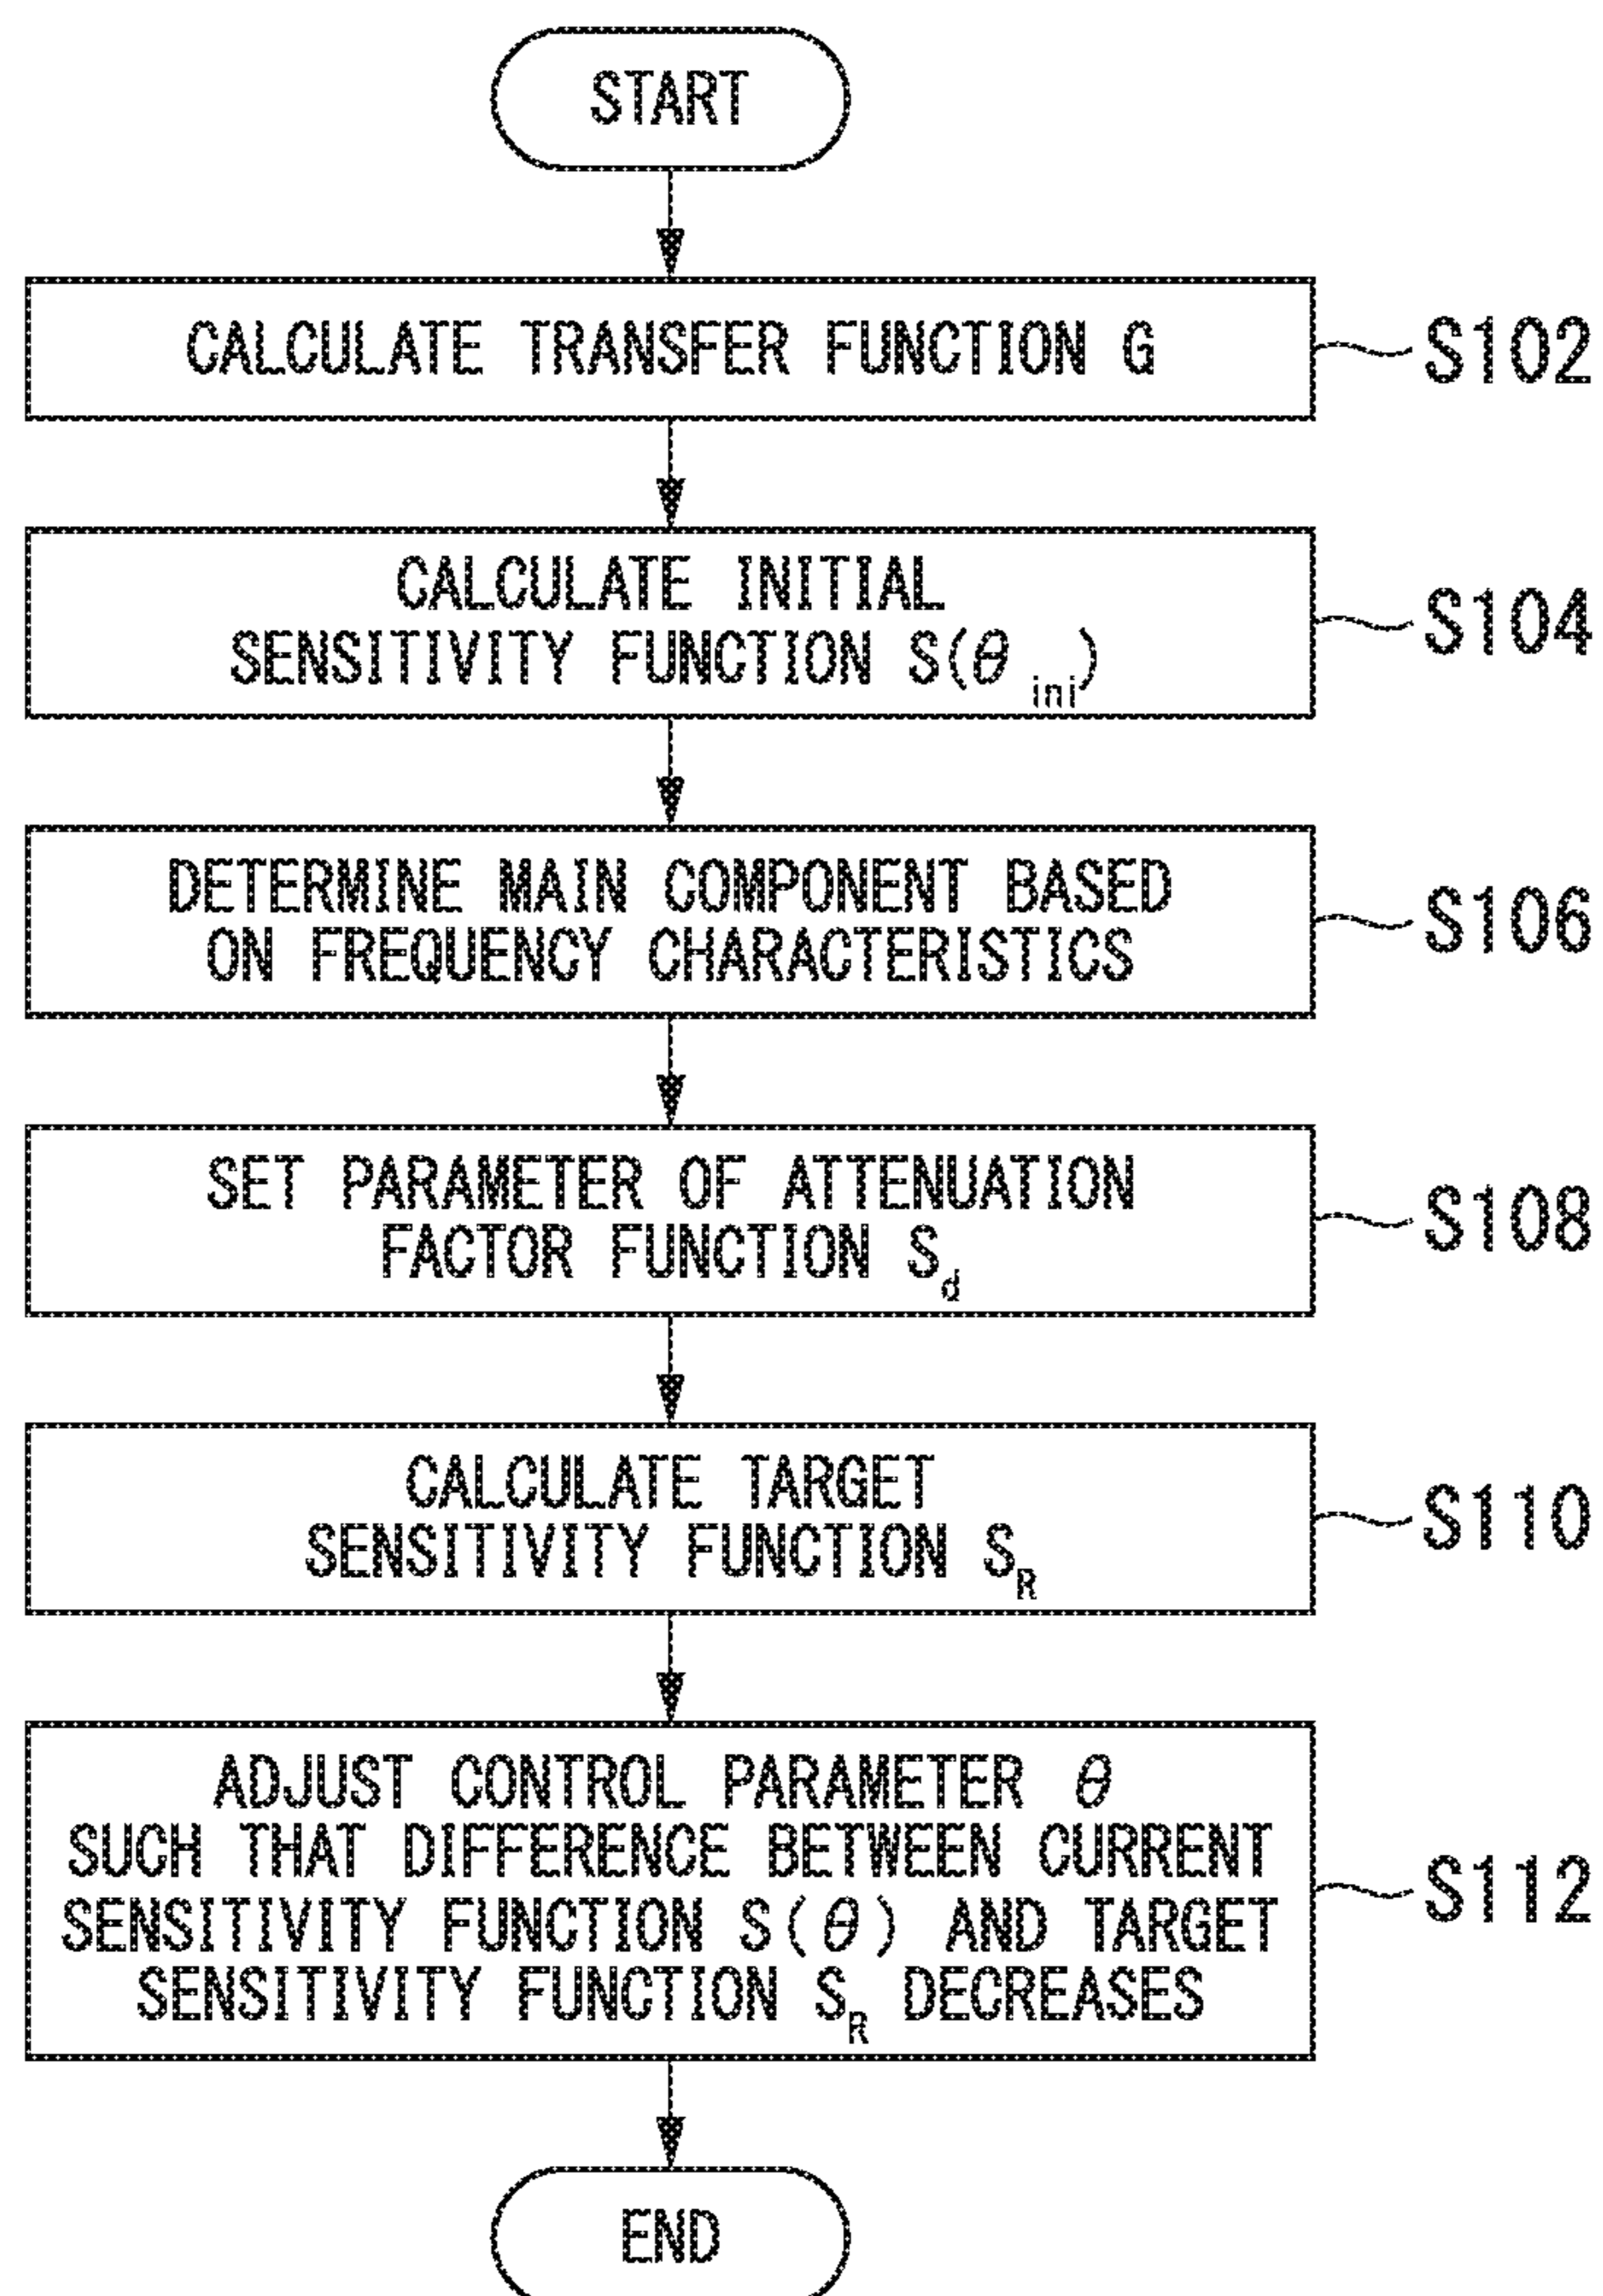 START
CALCULATE TRANSFER FUNCTION G
S102
CALCULATE INITIAL
SENSITIVITY FUNCTION S(θini)
S104
DETERMINE MAIN COMPONENT BASED
ON FREQUENCY CHARACTERISTICS
S106
SET PARAMETER OF ATTENUATION
FACTOR FUNCTION Sd
S108
CALCULATE TARGET
SENSITIVITY FUNCTION SR
S110
ADJUST CONTROL PARAMETER θ
SUCH THAT DIFFERENCE BETWEEN CURRENT
SENSITIVITY FUNCTION S(θ) AND TARGET
SENSITIVITY FUNCTION SR DECREASES
S112
END